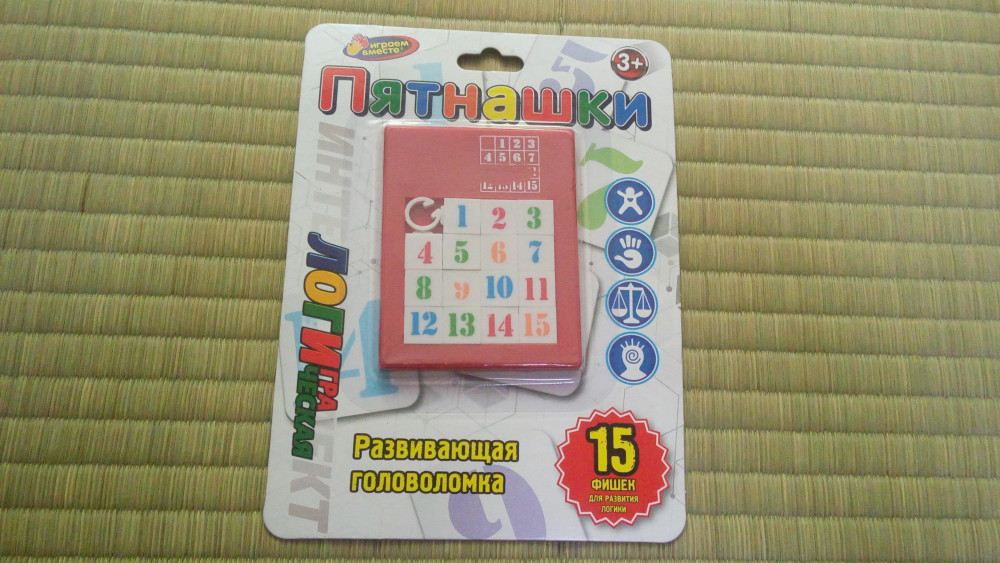 играем
вместе
3+
Пятнашки
1 2 3
4 5 6 7
12 13 14 15
1 2 3
4 5 6 7
8 9 10 11
12 13 14 15
ИНТЕЛЛЕКТ
ЛОГИЧЕСКАЯ
ИГРА
Развивающая
головоломка
15
ФИШЕК
ДЛЯ РАЗВИТИЯ
ЛОГИКИ